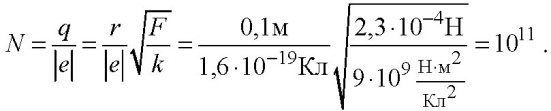 N = q/|e| = r/|e| √(F/k) = 0,1м/(1,6·10⁻¹⁹Кл) √(2,3·10⁻⁴Н/(9·10⁹ Н·м²/Кл²)) = 10¹¹ .